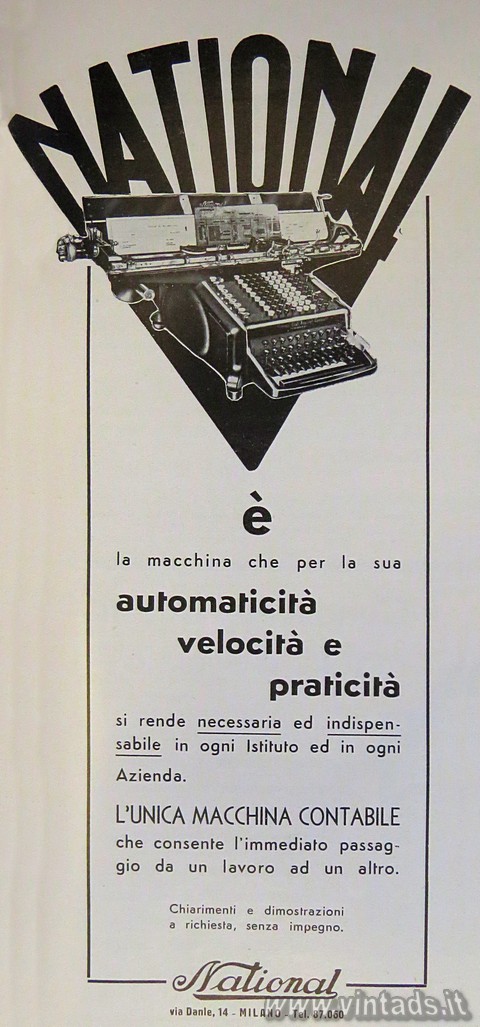 NATIONAL
è
la macchina che per la sua
automaticità
velocità e
praticità
si rende necessaria ed indispen-
sabile in ogni Istituto ed in ogni
Azienda.
L'UNICA MACCHINA CONTABILE
che consente l'immediato passag-
gio da un lavoro ad un altro.
Chiarimenti e dimostrazioni
a richiesta, senza impegno.
National
via Dante, 14 - MILANO - Tel. 87.060
www.vintads.it